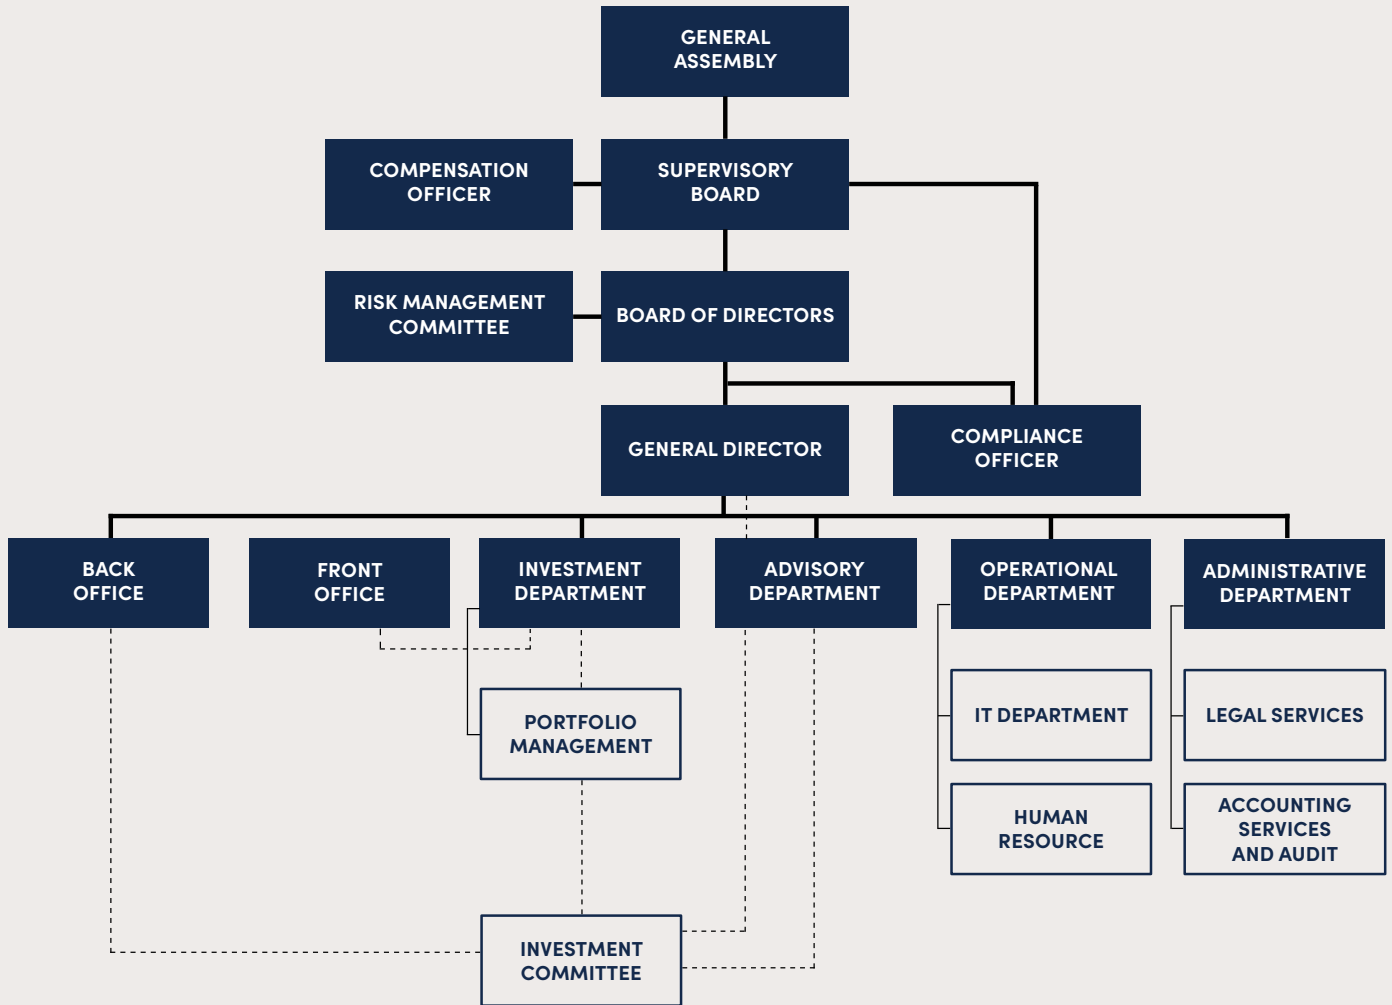 GENERAL
ASSEMBLY
COMPENSATION
OFFICER
SUPERVISORY
BOARD
RISK MANAGEMENT
COMMITTEE
BOARD OF DIRECTORS
GENERAL DIRECTOR
COMPLIANCE
OFFICER
BACK
OFFICE
FRONT
OFFICE
INVESTMENT
DEPARTMENT
ADVISORY
DEPARTMENT
OPERATIONAL
DEPARTMENT
ADMINISTRATIVE
DEPARTMENT
PORTFOLIO
MANAGEMENT
IT DEPARTMENT
LEGAL SERVICES
HUMAN
RESOURCE
ACCOUNTING
SERVICES
AND AUDIT
INVESTMENT
COMMITTEE